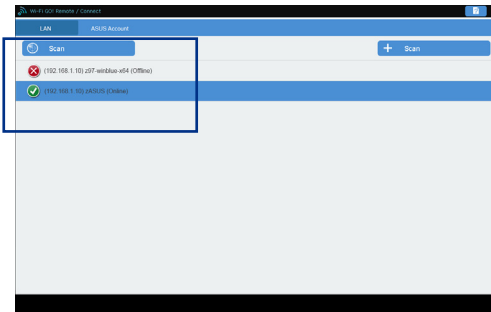 Wi-Fi GO! Remote / Connect
LAN ASUS Account
Scan + Scan
(192.168.1.10) z97-winblue-x64 (Offline)
(192.168.1.10) zASUS (Online)